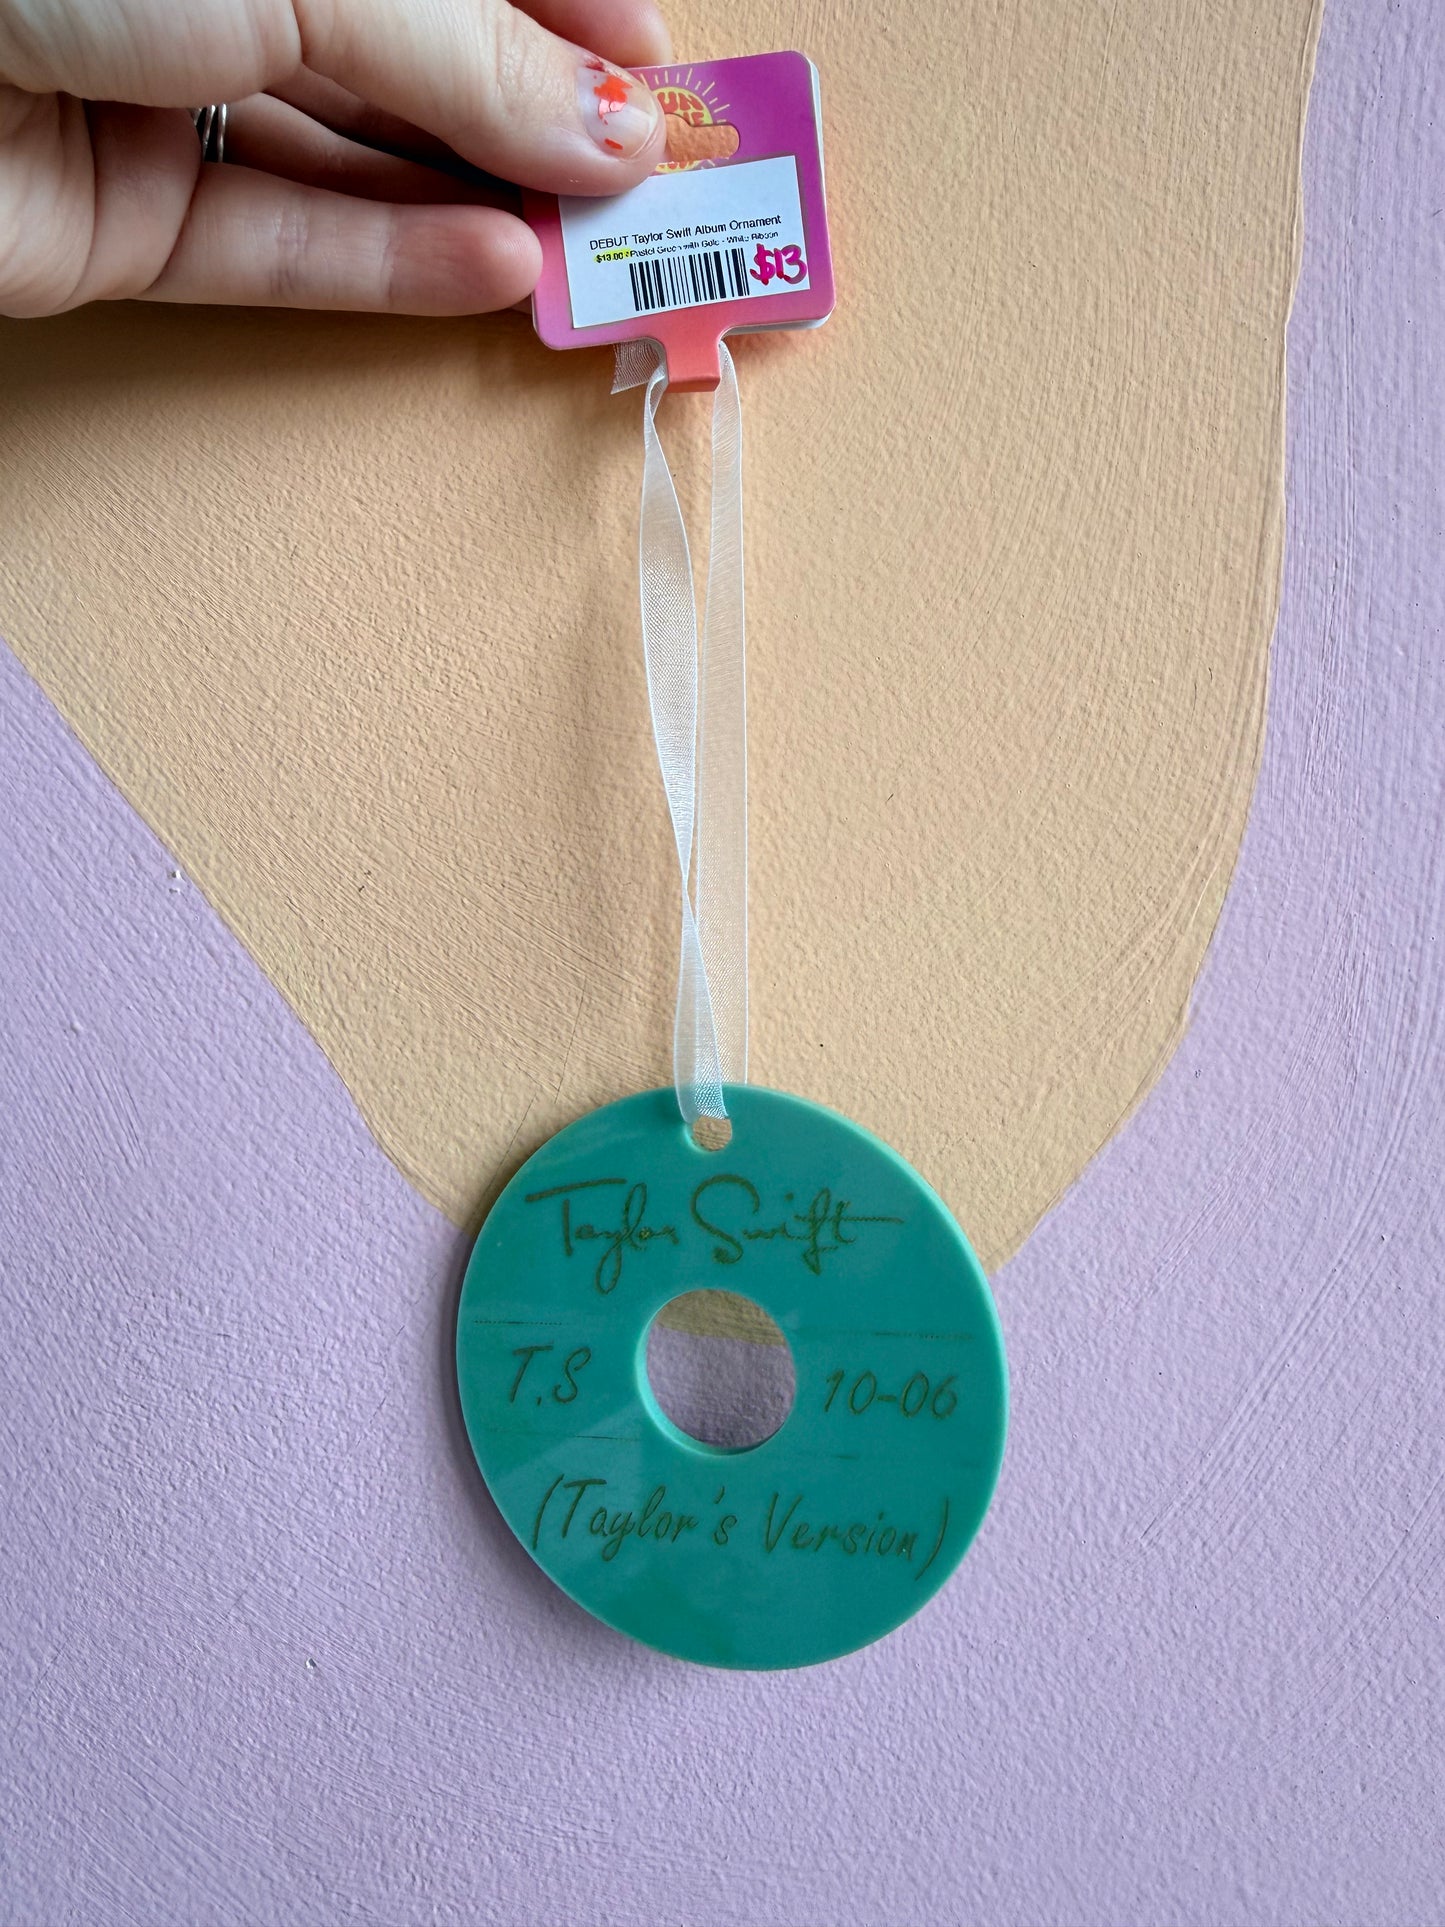 DEBUT Taylor Swift Album Ornament
$13.00 Pastel Green with Gold - White Ribbon
$13
Taylor Swift
T.S 10-06
(Taylor's Version)